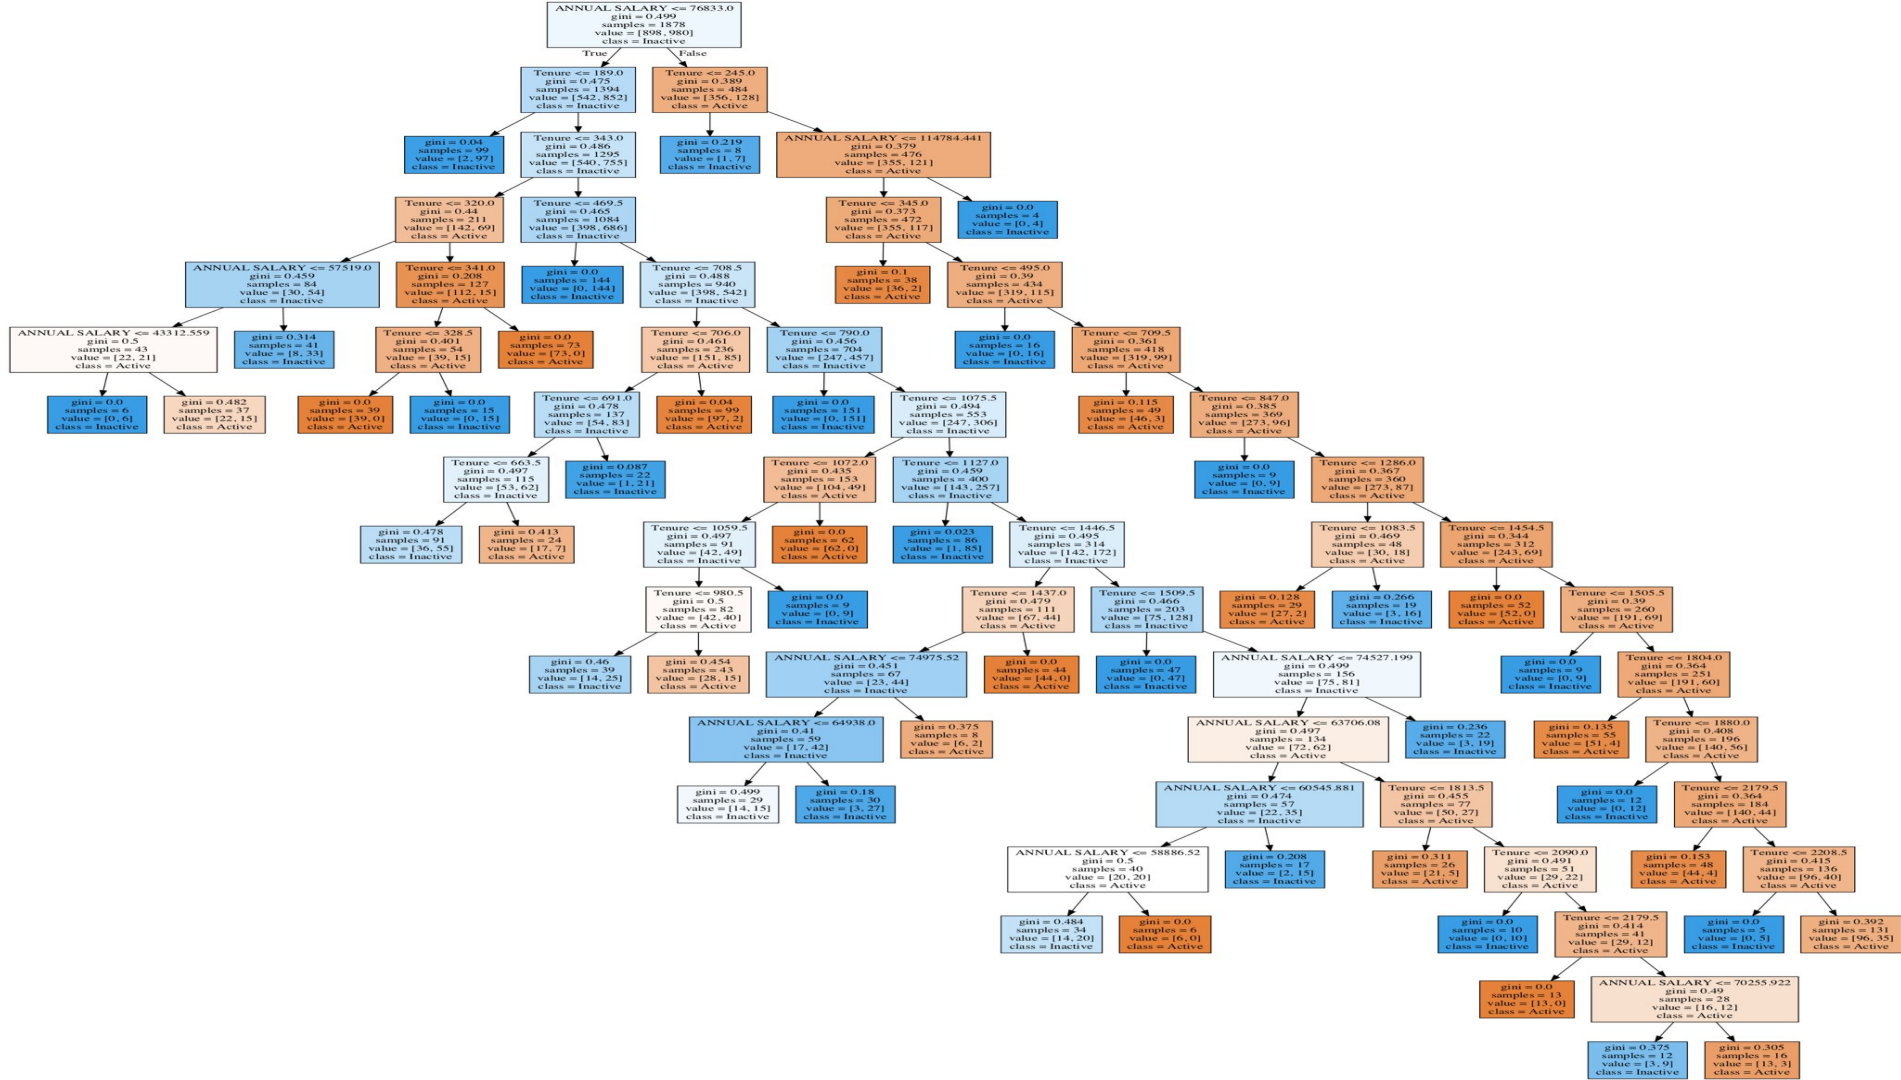 ANNUAL SALARY <= 76833.0
gini = 0.499
samples = 1878
value = [898, 980]
class = Inactive
True
False
Tenure <= 189.0
gini = 0.475
samples = 1394
value = [542, 852]
class = Inactive
Tenure <= 245.0
gini = 0.389
samples = 484
value = [356, 128]
class = Active
gini = 0.04
samples = 99
value = [2, 97]
class = Inactive
Tenure <= 343.0
gini = 0.486
samples = 1295
value = [540, 755]
class = Inactive
gini = 0.219
samples = 8
value = [1, 7]
class = Inactive
ANNUAL SALARY <= 114784.441
gini = 0.379
samples = 476
value = [355, 121]
class = Active
Tenure <= 320.0
gini = 0.44
samples = 211
value = [142, 69]
class = Active
Tenure <= 469.5
gini = 0.465
samples = 1084
value = [398, 686]
class = Inactive
Tenure <= 345.0
gini = 0.373
samples = 472
value = [355, 117]
class = Active
gini = 0.0
samples = 4
value = [0, 4]
class = Inactive
ANNUAL SALARY <= 57519.0
gini = 0.459
samples = 84
value = [30, 54]
class = Inactive
Tenure <= 341.0
gini = 0.208
samples = 127
value = [112, 15]
class = Active
gini = 0.0
samples = 144
value = [0, 144]
class = Inactive
Tenure <= 708.5
gini = 0.488
samples = 940
value = [398, 542]
class = Inactive
gini = 0.1
samples = 38
value = [36, 2]
class = Active
Tenure <= 495.0
gini = 0.39
samples = 434
value = [319, 115]
class = Active
ANNUAL SALARY <= 43312.559
gini = 0.5
samples = 43
value = [22, 21]
class = Active
gini = 0.314
samples = 41
value = [8, 33]
class = Inactive
Tenure <= 328.5
gini = 0.401
samples = 54
value = [39, 15]
class = Active
gini = 0.0
samples = 73
value = [73, 0]
class = Active
Tenure <= 706.0
gini = 0.461
samples = 236
value = [151, 85]
class = Active
Tenure <= 790.0
gini = 0.456
samples = 704
value = [247, 457]
class = Inactive
gini = 0.0
samples = 16
value = [0, 16]
class = Inactive
Tenure <= 709.5
gini = 0.361
samples = 418
value = [319, 99]
class = Active
gini = 0.0
samples = 6
value = [0, 6]
class = Inactive
gini = 0.482
samples = 37
value = [22, 15]
class = Active
gini = 0.0
samples = 39
value = [39, 0]
class = Active
gini = 0.0
samples = 15
value = [0, 15]
class = Inactive
Tenure <= 691.0
gini = 0.478
samples = 137
value = [54, 83]
class = Inactive
gini = 0.04
samples = 99
value = [97, 2]
class = Active
gini = 0.0
samples = 151
value = [0, 151]
class = Inactive
Tenure <= 1075.5
gini = 0.494
samples = 553
value = [247, 306]
class = Inactive
gini = 0.115
samples = 49
value = [46, 3]
class = Active
Tenure <= 847.0
gini = 0.385
samples = 369
value = [273, 96]
class = Active
Tenure <= 663.5
gini = 0.497
samples = 115
value = [53, 62]
class = Inactive
gini = 0.087
samples = 22
value = [1, 21]
class = Inactive
Tenure <= 1072.0
gini = 0.435
samples = 153
value = [104, 49]
class = Active
Tenure <= 1127.0
gini = 0.459
samples = 400
value = [143, 257]
class = Inactive
gini = 0.0
samples = 9
value = [0, 9]
class = Inactive
Tenure <= 1286.0
gini = 0.367
samples = 360
value = [273, 87]
class = Active
gini = 0.478
samples = 91
value = [36, 55]
class = Inactive
gini = 0.413
samples = 24
value = [17, 7]
class = Active
Tenure <= 1059.5
gini = 0.497
samples = 91
value = [42, 49]
class = Inactive
gini = 0.0
samples = 62
value = [62, 0]
class = Active
gini = 0.023
samples = 86
value = [1, 85]
class = Inactive
Tenure <= 1446.5
gini = 0.495
samples = 314
value = [142, 172]
class = Inactive
Tenure <= 1083.5
gini = 0.469
samples = 48
value = [30, 18]
class = Active
Tenure <= 1454.5
gini = 0.344
samples = 312
value = [243, 69]
class = Active
Tenure <= 980.5
gini = 0.5
samples = 82
value = [42, 40]
class = Active
gini = 0.0
samples = 9
value = [0, 9]
class = Inactive
Tenure <= 1437.0
gini = 0.479
samples = 111
value = [67, 44]
class = Active
Tenure <= 1509.5
gini = 0.466
samples = 203
value = [75, 128]
class = Inactive
gini = 0.128
samples = 29
value = [27, 2]
class = Active
gini = 0.266
samples = 19
value = [3, 16]
class = Inactive
gini = 0.0
samples = 52
value = [52, 0]
class = Active
Tenure <= 1505.5
gini = 0.39
samples = 260
value = [191, 69]
class = Active
gini = 0.46
samples = 39
value = [14, 25]
class = Inactive
gini = 0.454
samples = 43
value = [28, 15]
class = Active
ANNUAL SALARY <= 74975.52
gini = 0.451
samples = 67
value = [23, 44]
class = Inactive
gini = 0.0
samples = 44
value = [44, 0]
class = Active
gini = 0.0
samples = 47
value = [0, 47]
class = Inactive
ANNUAL SALARY <= 74527.199
gini = 0.499
samples = 156
value = [75, 81]
class = Inactive
gini = 0.0
samples = 9
value = [0, 9]
class = Inactive
Tenure <= 1804.0
gini = 0.364
samples = 251
value = [191, 60]
class = Active
ANNUAL SALARY <= 64938.0
gini = 0.41
samples = 59
value = [17, 42]
class = Inactive
gini = 0.375
samples = 8
value = [6, 2]
class = Active
ANNUAL SALARY <= 63706.08
gini = 0.497
samples = 134
value = [72, 62]
class = Active
gini = 0.236
samples = 22
value = [3, 19]
class = Inactive
gini = 0.135
samples = 55
value = [51, 4]
class = Active
Tenure <= 1880.0
gini = 0.408
samples = 196
value = [140, 56]
class = Active
gini = 0.499
samples = 29
value = [14, 15]
class = Inactive
gini = 0.18
samples = 30
value = [3, 27]
class = Inactive
ANNUAL SALARY <= 60545.881
gini = 0.474
samples = 57
value = [22, 35]
class = Inactive
Tenure <= 1813.5
gini = 0.455
samples = 77
value = [50, 27]
class = Active
gini = 0.0
samples = 12
value = [0, 12]
class = Inactive
Tenure <= 2179.5
gini = 0.364
samples = 184
value = [140, 44]
class = Active
ANNUAL SALARY <= 58886.52
gini = 0.5
samples = 40
value = [20, 20]
class = Active
gini = 0.208
samples = 17
value = [2, 15]
class = Inactive
gini = 0.311
samples = 26
value = [21, 5]
class = Active
Tenure <= 2090.0
gini = 0.491
samples = 51
value = [29, 22]
class = Active
gini = 0.153
samples = 48
value = [44, 4]
class = Active
Tenure <= 2208.5
gini = 0.415
samples = 136
value = [96, 40]
class = Active
gini = 0.484
samples = 34
value = [14, 20]
class = Inactive
gini = 0.0
samples = 6
value = [6, 0]
class = Active
gini = 0.0
samples = 10
value = [0, 10]
class = Inactive
Tenure <= 2179.5
gini = 0.414
samples = 41
value = [29, 12]
class = Active
gini = 0.0
samples = 5
value = [0, 5]
class = Inactive
gini = 0.392
samples = 131
value = [96, 35]
class = Active
gini = 0.0
samples = 13
value = [13, 0]
class = Active
ANNUAL SALARY <= 70255.922
gini = 0.49
samples = 28
value = [16, 12]
class = Active
gini = 0.375
samples = 12
value = [3, 9]
class = Inactive
gini = 0.305
samples = 16
value = [13, 3]
class = Active